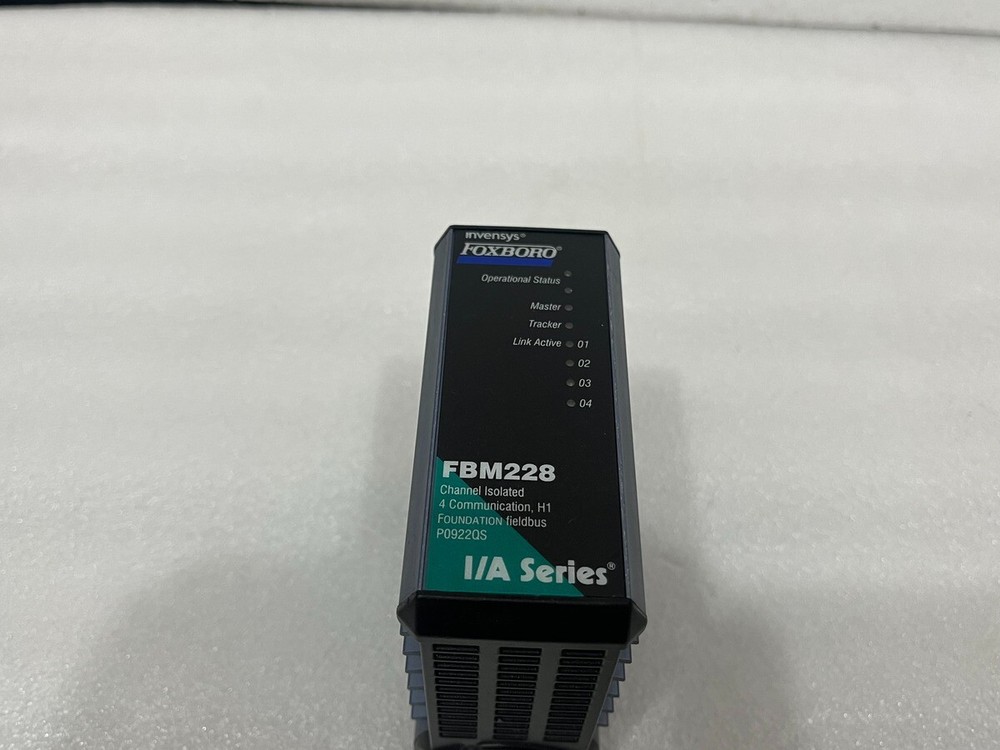 invensys®
FOXBORO®
Operational Status
Master
Tracker
Link Active 01
02
03
04
FBM228
Channel Isolated
4 Communication, H1
FOUNDATION fieldbus
P0922QS
I/A Series®